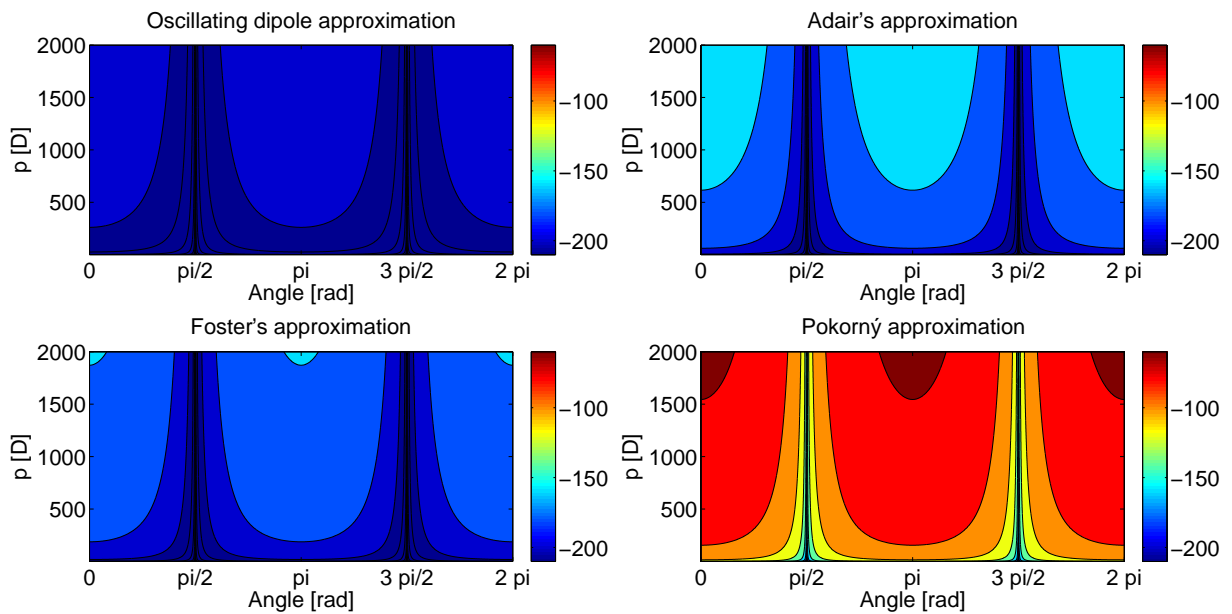 Oscillating dipole approximation
p [D]
2000
1500
1000
500
0 pi/2 pi 3 pi/2 2 pi
Angle [rad]
−100
−150
−200
Adair's approximation
p [D]
2000
1500
1000
500
0 pi/2 pi 3 pi/2 2 pi
Angle [rad]
−100
−150
−200
Foster's approximation
p [D]
2000
1500
1000
500
0 pi/2 pi 3 pi/2 2 pi
Angle [rad]
−100
−150
−200
Pokorný approximation
p [D]
2000
1500
1000
500
0 pi/2 pi 3 pi/2 2 pi
Angle [rad]
−100
−150
−200